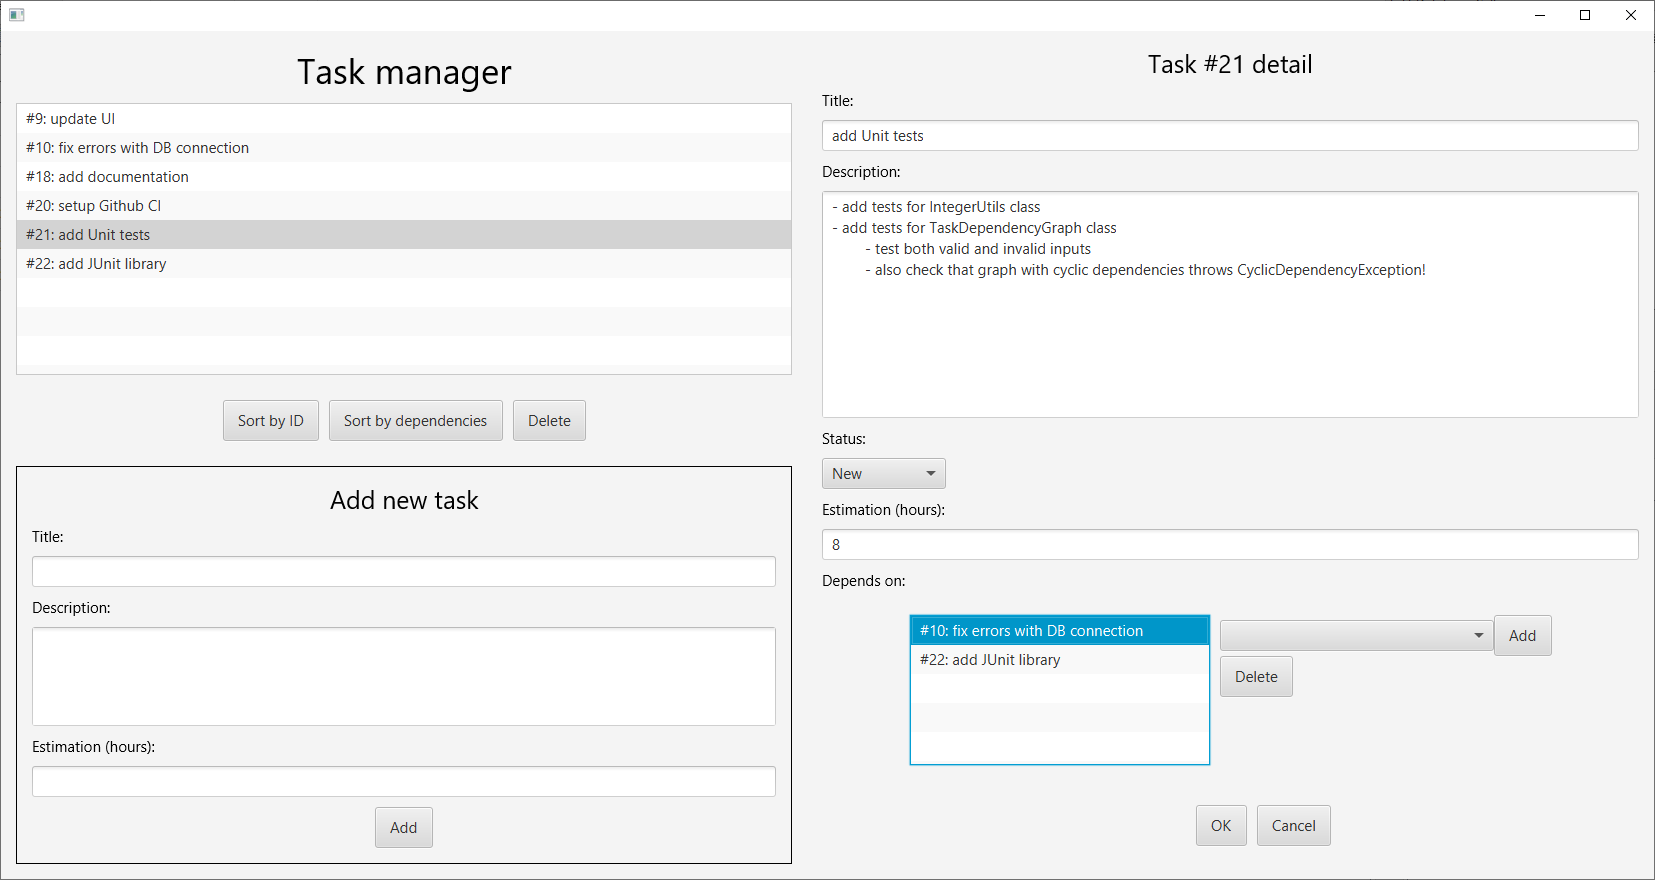 Task manager
#9: update UI
#10: fix errors with DB connection
#18: add documentation
#20: setup Github CI
#21: add Unit tests
#22: add JUnit library
Sort by ID
Sort by dependencies
Delete
Add new task
Title:
Description:
Estimation (hours):
Add
Task #21 detail
Title:
add Unit tests
Description:
- add tests for IntegerUtils class
- add tests for TaskDependencyGraph class
- test both valid and invalid inputs
- also check that graph with cyclic dependencies throws CyclicDependencyException!
Status:
New
Estimation (hours):
8
Depends on:
#10: fix errors with DB connection
#22: add JUnit library
Add
Delete
OK
Cancel